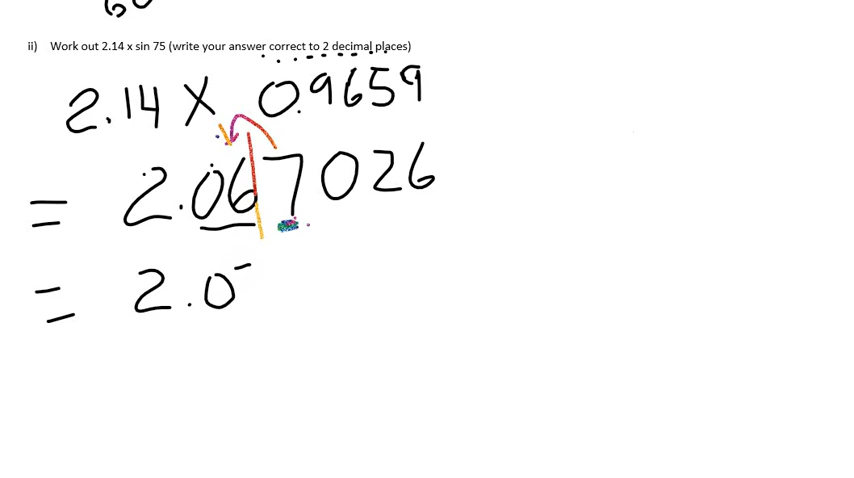 ii) Work out 2.14 x sin 75 (write your answer correct to 2 decimal places)
2.14 X 0.9659
= 2.067026
= 2.0